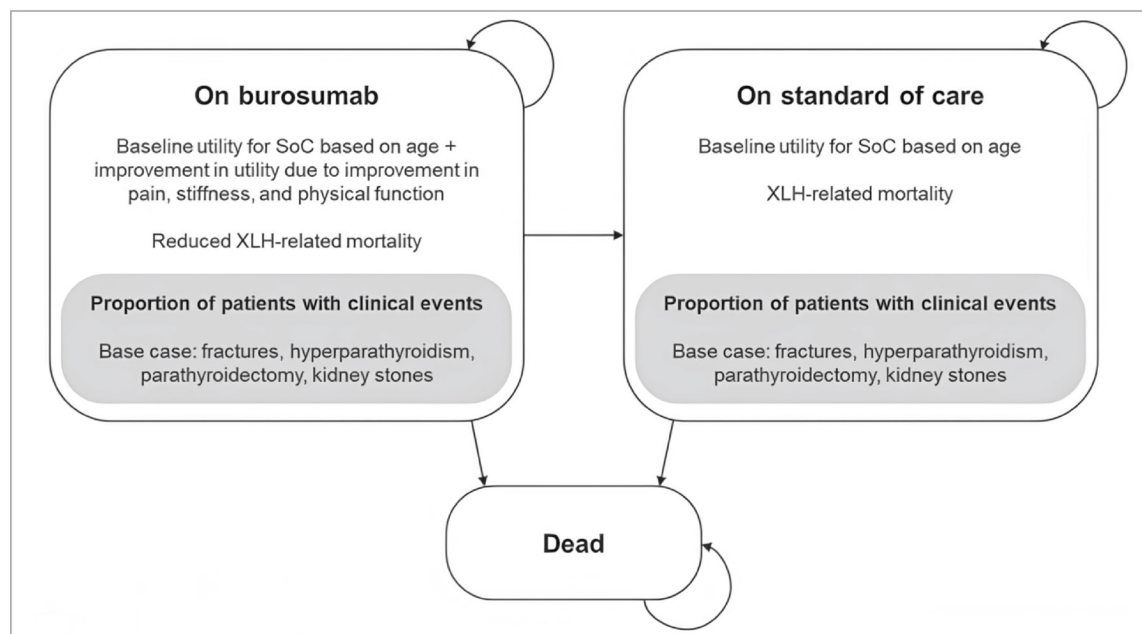 On burosumab
Baseline utility for SoC based on age +
improvement in utility due to improvement in
pain, stiffness, and physical function
Reduced XLH-related mortality
Proportion of patients with clinical events
Base case: fractures, hyperparathyroidism,
parathyroidectomy, kidney stones
On standard of care
Baseline utility for SoC based on age
XLH-related mortality
Proportion of patients with clinical events
Base case: fractures, hyperparathyroidism,
parathyroidectomy, kidney stones
Dead